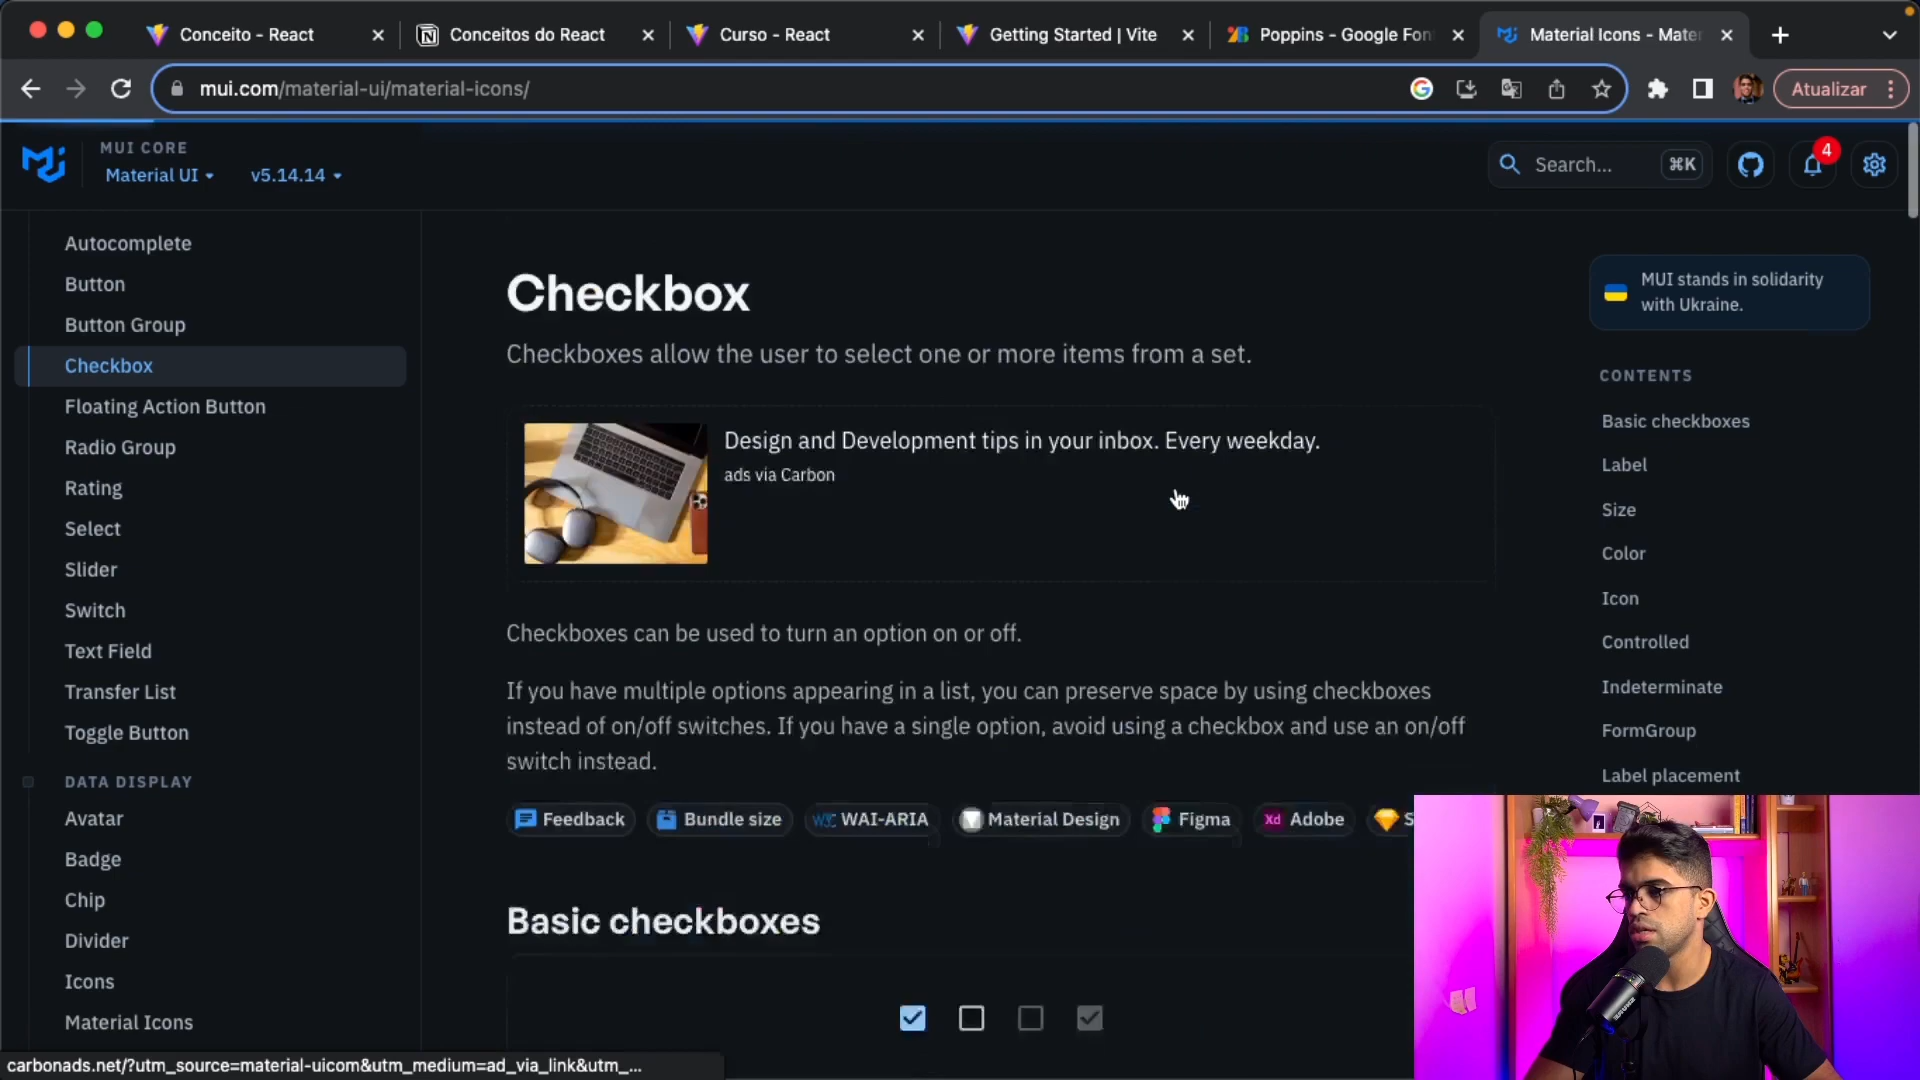 Conceito - React
Conceitos do React
Curso - React
Getting Started | Vite
Poppins - Google Fon
Material Icons - Mate
mui.com/material-ui/material-icons/
Atualizar
MUI CORE
Material UI
v5.14.14
Search...
⌘K
4
Autocomplete
Button
Button Group
Checkbox
Floating Action Button
Radio Group
Rating
Select
Slider
Switch
Text Field
Transfer List
Toggle Button
DATA DISPLAY
Avatar
Badge
Chip
Divider
Icons
Material Icons
Checkbox
Checkboxes allow the user to select one or more items from a set.
Design and Development tips in your inbox. Every weekday.
ads via Carbon
Checkboxes can be used to turn an option on or off.
If you have multiple options appearing in a list, you can preserve space by using checkboxes
instead of on/off switches. If you have a single option, avoid using a checkbox and use an on/off
switch instead.
Feedback
Bundle size
WAI-ARIA
Material Design
Figma
Xd Adobe
S
Basic checkboxes
MUI stands in solidarity
with Ukraine.
CONTENTS
Basic checkboxes
Label
Size
Color
Icon
Controlled
Indeterminate
FormGroup
Label placement
carbonads.net/?utm_source=material-uicom&utm_medium=ad_via_link&utm_...